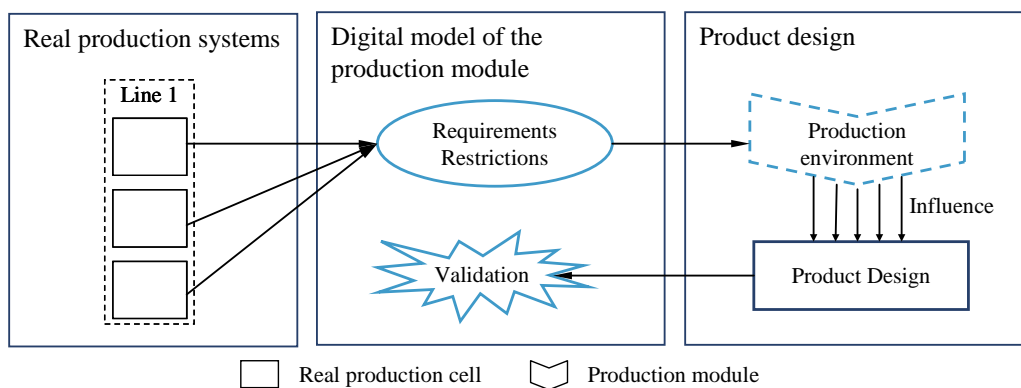 Real production systems
Line 1
Digital model of the
production module
Requirements
Restrictions
Validation
Product design
Production
environment
Influence
Product Design
Real production cell
Production module